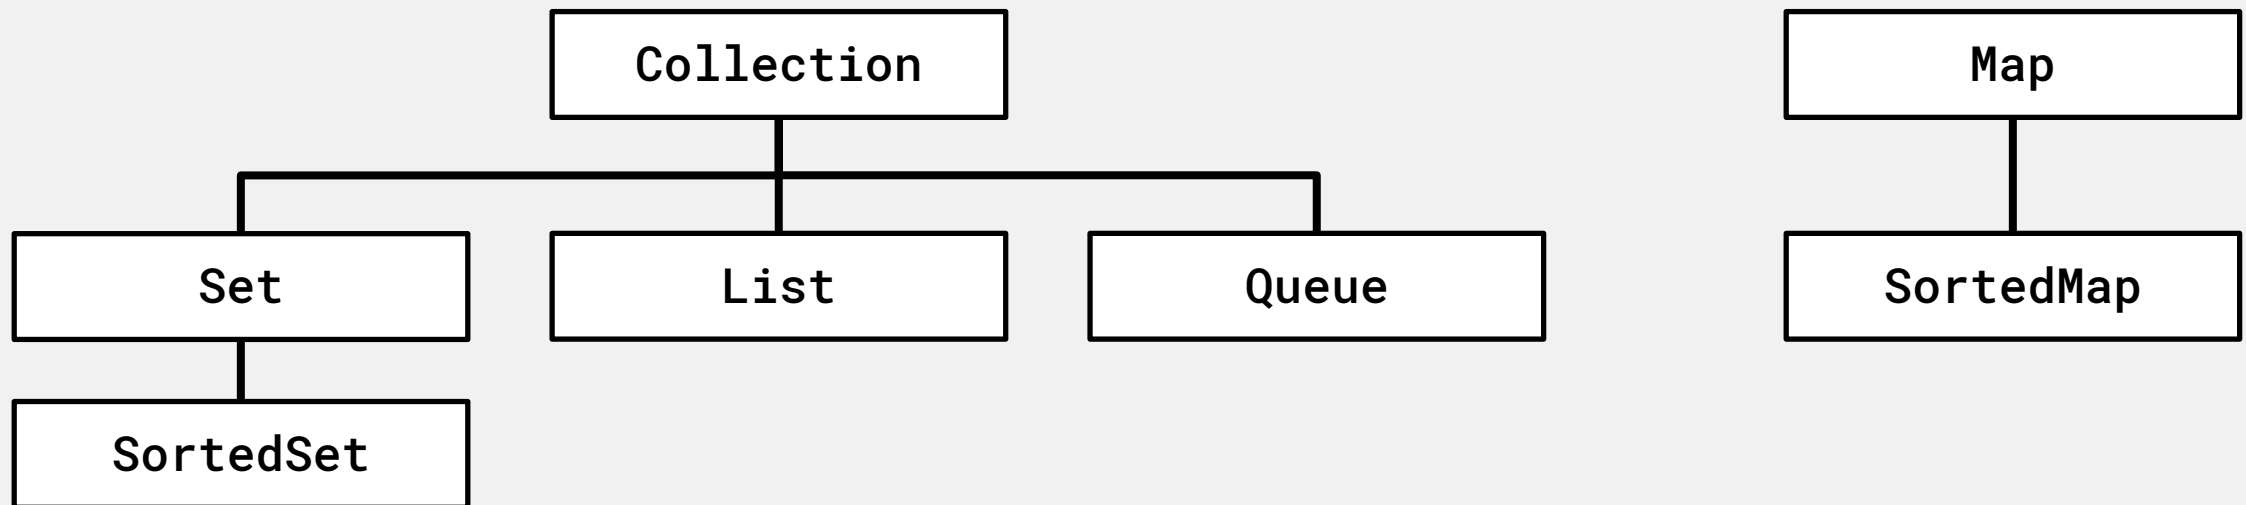 Collection
Map
Set
List
Queue
SortedMap
SortedSet